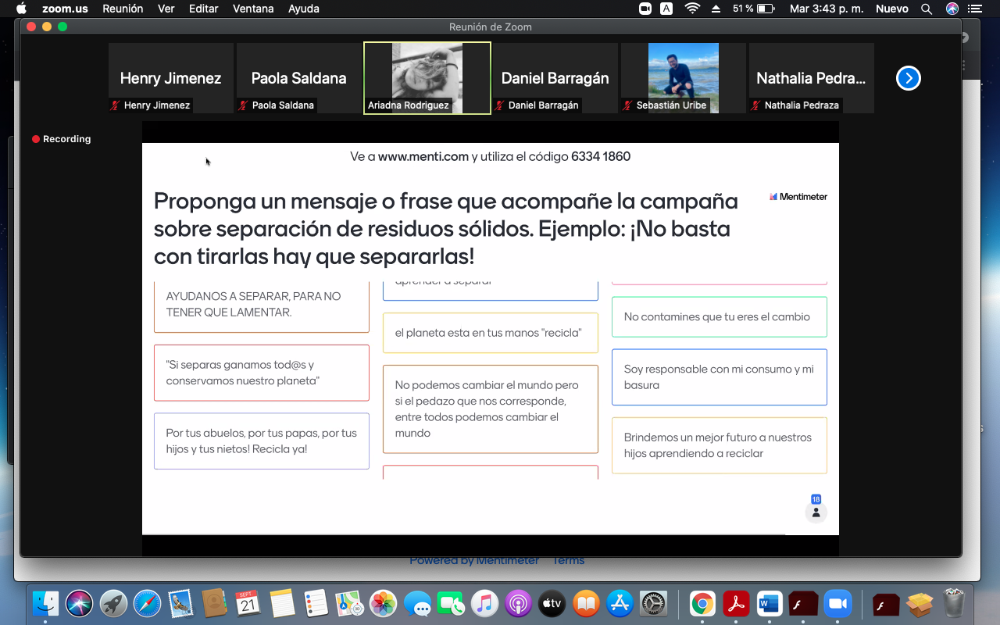 zoom.us Reunión Ver Editar Ventana Ayuda A 51 % Mar 3:43 p. m. Nuevo
Reunión de Zoom
Henry Jimenez
Henry Jimenez
Paola Saldana
Paola Saldana
Ariadna Rodriguez
Daniel Barragán
Daniel Barragán
Sebastián Uribe
Nathalia Pedra...
Nathalia Pedraza
Recording
Ve a www.menti.com y utiliza el código 6334 1860
Mentimeter
Proponga un mensaje o frase que acompañe la campaña
sobre separación de residuos sólidos. Ejemplo: ¡No basta
con tirarlas hay que separarlas!
AYUDANOS A SEPARAR, PARA NO
TENER QUE LAMENTAR.
"Si separas ganamos tod@s y
conservamos nuestro planeta"
Por tus abuelos, por tus papas, por tus
hijos y tus nietos! Recicla ya!
aprender a separar
el planeta esta en tus manos "recicla"
No podemos cambiar el mundo pero
si el pedazo que nos corresponde,
entre todos podemos cambiar el
mundo
No contamines que tu eres el cambio
Soy responsable con mi consumo y mi
basura
Brindemos un mejor futuro a nuestros
hijos aprendiendo a reciclar
18
Powered by Mentimeter Terms
SEPT
21
tv
W